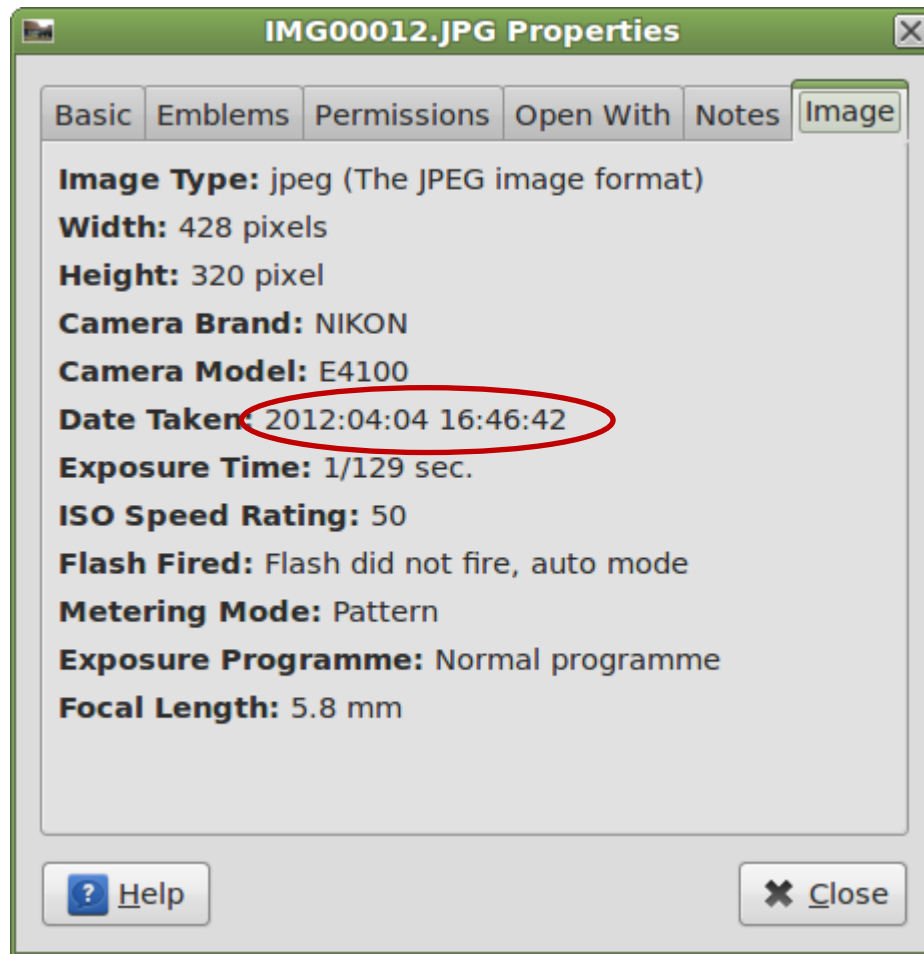 IMG00012.JPG Properties
Basic Emblems Permissions Open With Notes Image
Image Type: jpeg (The JPEG image format)
Width: 428 pixels
Height: 320 pixel
Camera Brand: NIKON
Camera Model: E4100
Date Taken: 2012:04:04 16:46:42
Exposure Time: 1/129 sec.
ISO Speed Rating: 50
Flash Fired: Flash did not fire, auto mode
Metering Mode: Pattern
Exposure Programme: Normal programme
Focal Length: 5.8 mm
Help Close